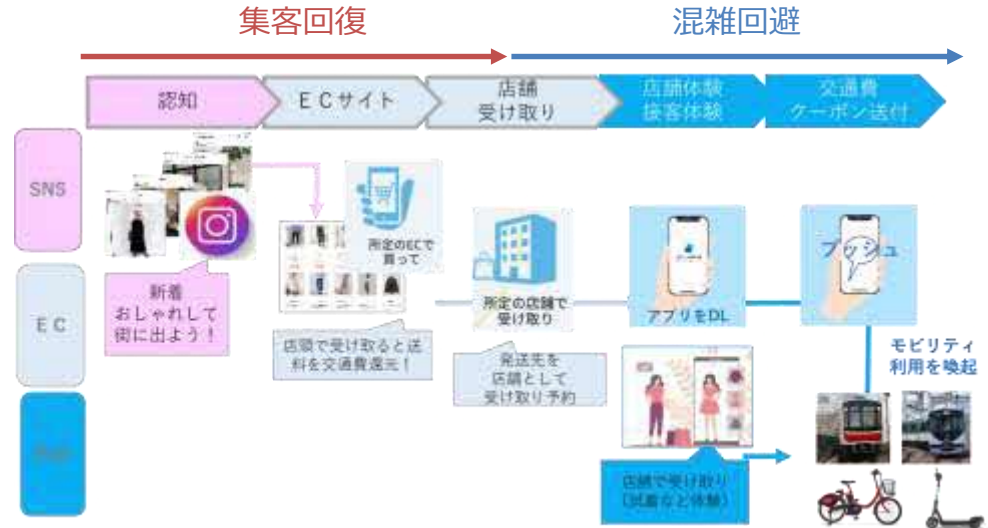 集客回復
混雑回避
認知
ＥＣサイト
店舗
受け取り
店舗体験
接客体験
交通費
クーポン送付
SNS
所定のECで
買って
新着
おしゃれして
街に出よう！
ＥＣ
店頭で受け取ると送
料を交通費還元！
所定の店舗で
受け取り
発送先を
店舗として
受け取り予約
アプリをDL
プッシュ
モビリティ
利用を喚起
店舗で受け取り
（試着など体験）